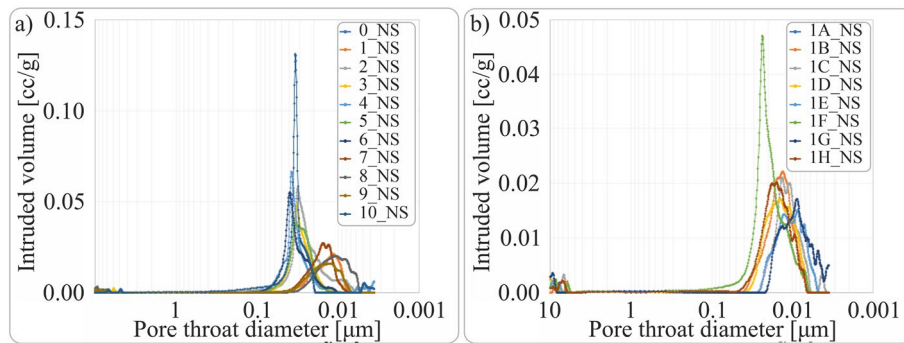 a)
Intruded volume [cc/g]
0.15
0.10
0.05
0.00
1
0.1
0.01
0.001
Pore throat diameter [μm]
0_NS
1_NS
2_NS
3_NS
4_NS
5_NS
6_NS
7_NS
8_NS
9_NS
10_NS
b)
Intruded volume [cc/g]
0.05
0.04
0.03
0.02
0.01
0.00
10
1
0.1
0.01
0.001
Pore throat diameter [μm]
1A_NS
1B_NS
1C_NS
1D_NS
1E_NS
1F_NS
1G_NS
1H_NS